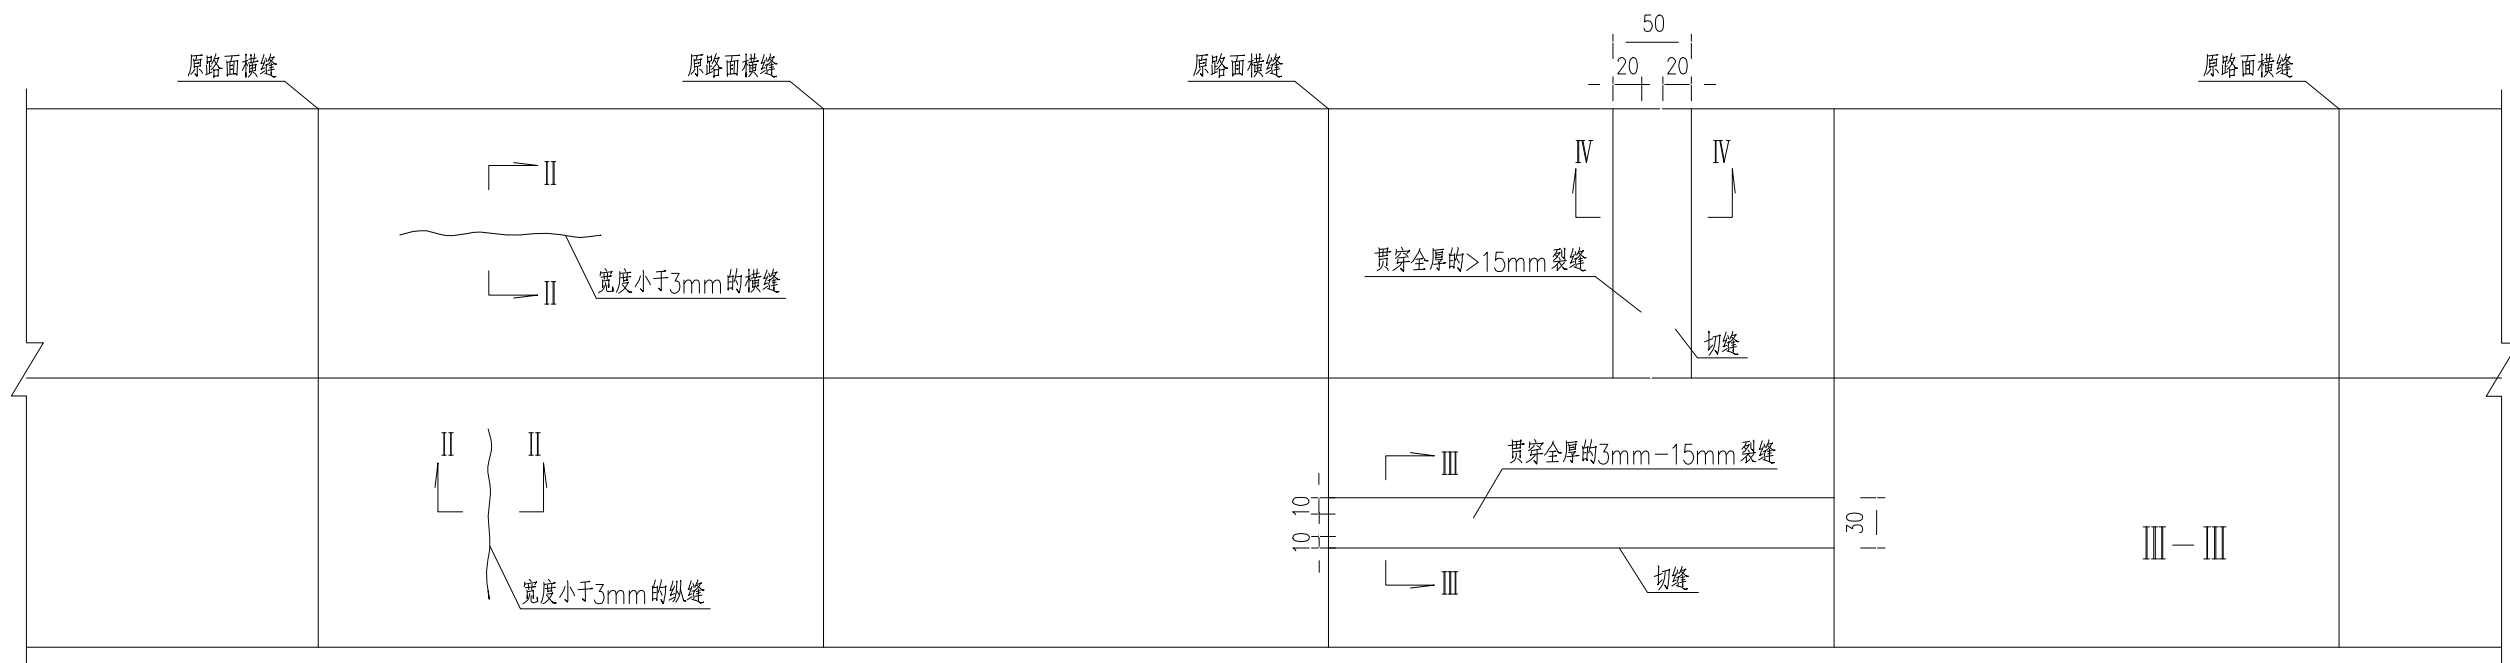 50
原路面横缝
原路面横缝
原路面横缝
20
20
原路面横缝
II
IV
IV
贯穿全厚的>15mm裂缝
宽度小于3mm的横缝
II
切缝
II
II
贯穿全厚的3mm-15mm裂缝
III
10
10
30
III-III
切缝
III
宽度小于3mm的纵缝